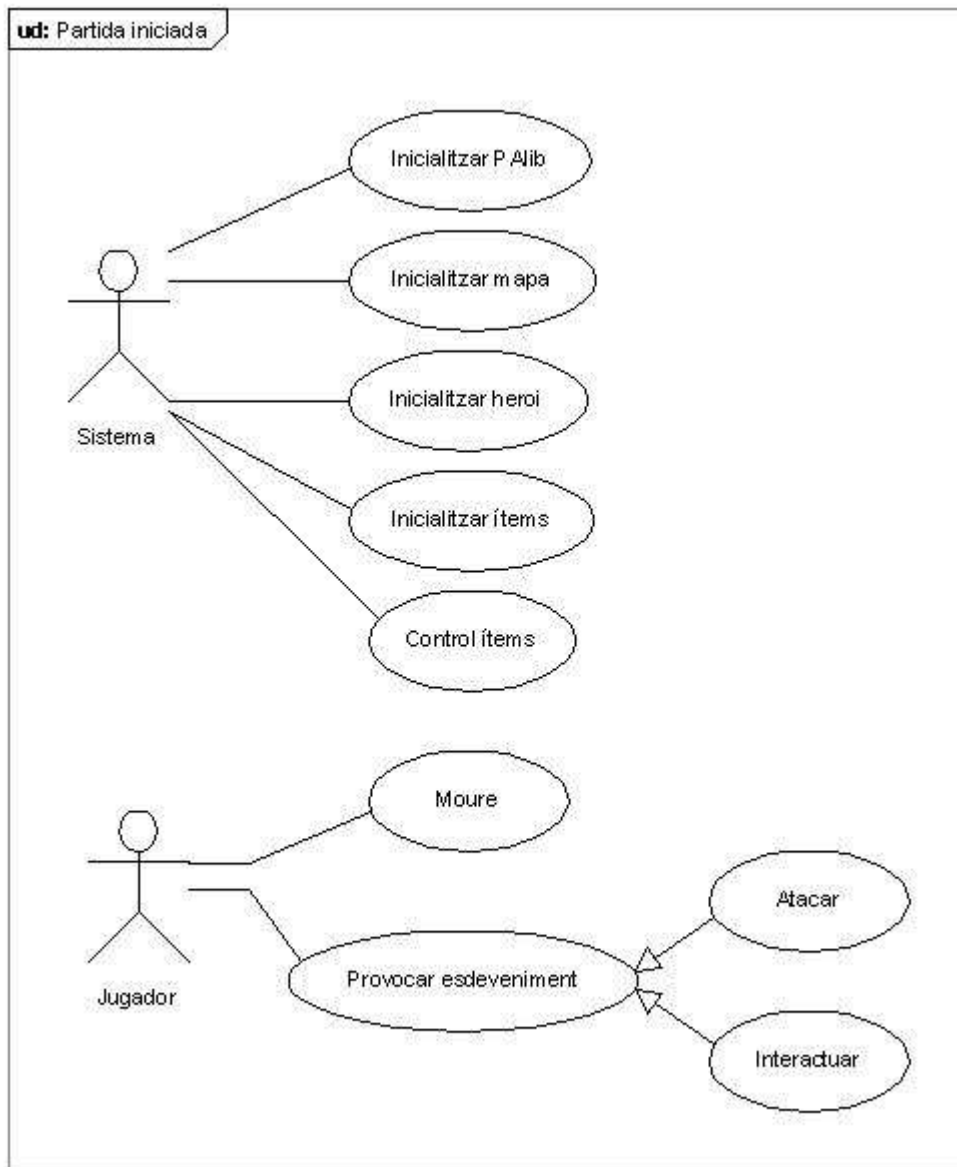 ud: Partida iniciada
Inicialitzar PAlib
Inicialitzar mapa
Inicialitzar heroi
Sistema
Inicialitzar ítems
Control ítems
Moure
Atacar
Provocar esdeveniment
Jugador
Interactuar